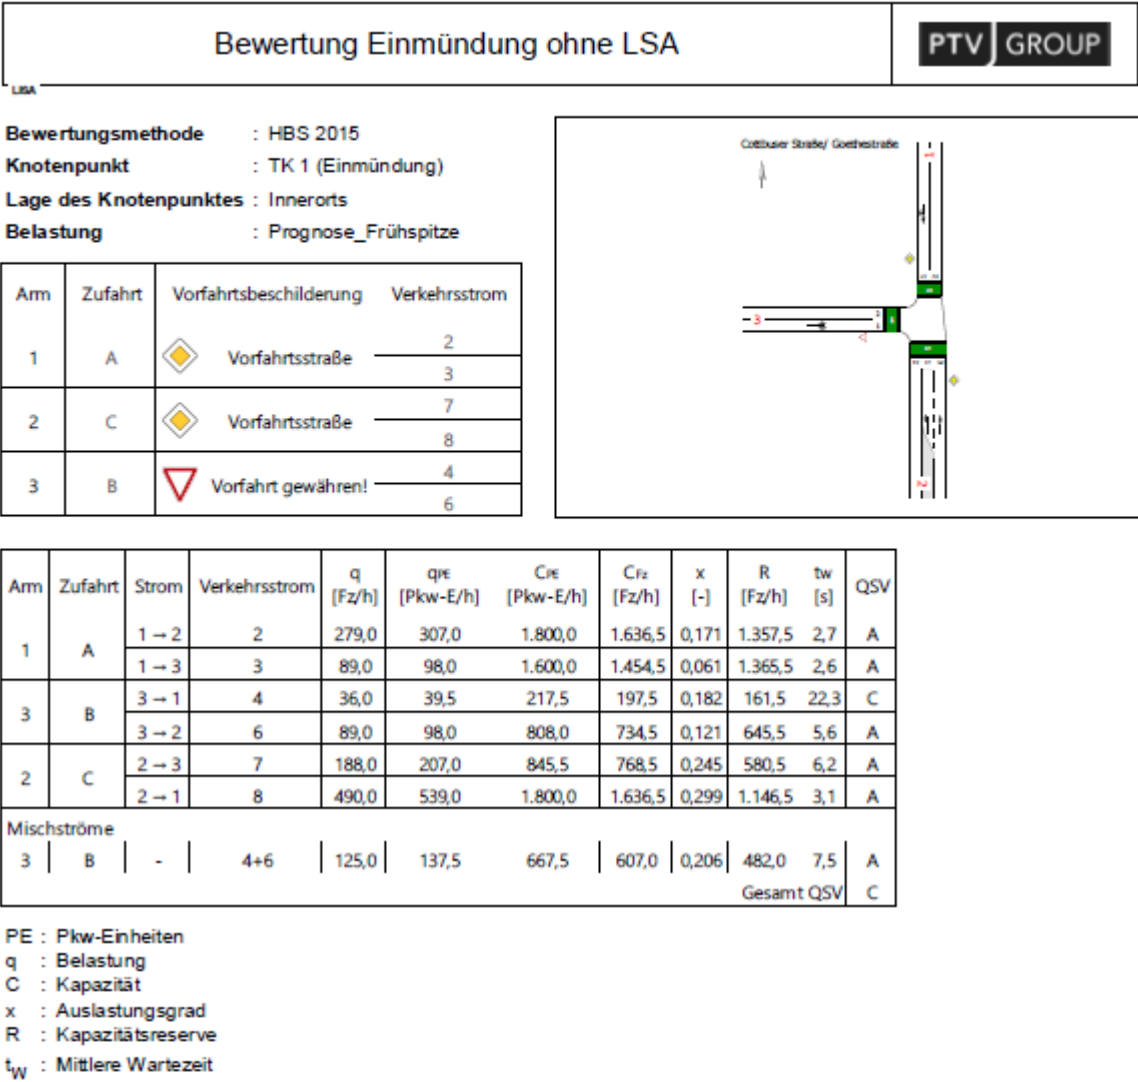 Bewertung Einmündung ohne LSA
PTV GROUP
LISA
Bewertungsmethode : HBS 2015
Knotenpunkt : TK 1 (Einmündung)
Lage des Knotenpunktes : Innerorts
Belastung : Prognose_Frühspitze
Cottbuser Straße/ Goethestraße
1
3
2
Arm Zufahrt Vorfahrtsbeschilderung Verkehrsstrom
1 A Vorfahrtsstraße 2
3
2 C Vorfahrtsstraße 7
8
3 B Vorfahrt gewähren! 4
6
Arm Zufahrt Strom Verkehrsstrom q [Fz/h] qPE [Pkw-E/h] CPE [Pkw-E/h] CFz [Fz/h] x [-] R [Fz/h] tw [s] QSV
1 A 1 → 2 2 279,0 307,0 1.800,0 1.636,5 0,171 1.357,5 2,7 A
1 → 3 3 89,0 98,0 1.600,0 1.454,5 0,061 1.365,5 2,6 A
3 B 3 → 1 4 36,0 39,5 217,5 197,5 0,182 161,5 22,3 C
3 → 2 6 89,0 98,0 808,0 734,5 0,121 645,5 5,6 A
2 C 2 → 3 7 188,0 207,0 845,5 768,5 0,245 580,5 6,2 A
2 → 1 8 490,0 539,0 1.800,0 1.636,5 0,299 1.146,5 3,1 A
Mischströme
3 B - 4+6 125,0 137,5 667,5 607,0 0,206 482,0 7,5 A
Gesamt QSV C
PE : Pkw-Einheiten
q : Belastung
C : Kapazität
x : Auslastungsgrad
R : Kapazitätsreserve
tW : Mittlere Wartezeit